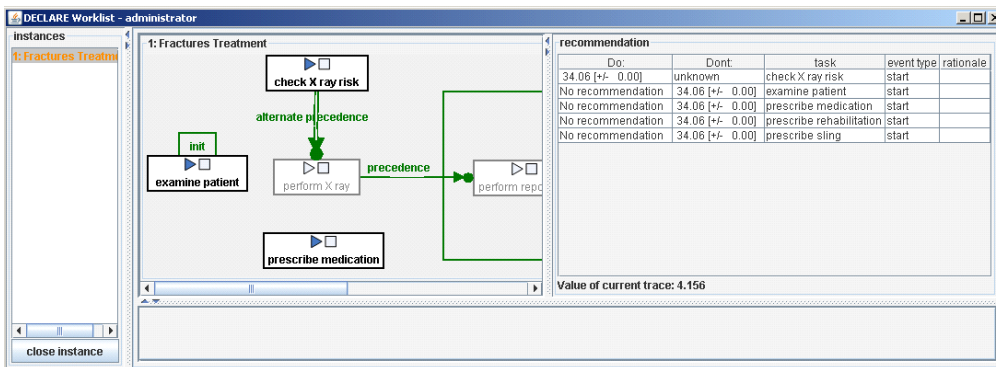 DECLARE Worklist - administrator
instances
1: Fractures Treatme
close instance
1: Fractures Treatment
check X ray risk
alternate precedence
init
examine patient
perform X ray
precedence
perform repo
prescribe medication
recommendation
Do: Dont: task event type rationale
34.06 [+/- 0.00] unknown check X ray risk start
No recommendation 34.06 [+/- 0.00] examine patient start
No recommendation 34.06 [+/- 0.00] prescribe medication start
No recommendation 34.06 [+/- 0.00] prescribe rehabilitation start
No recommendation 34.06 [+/- 0.00] prescribe sling start
Value of current trace: 4.156